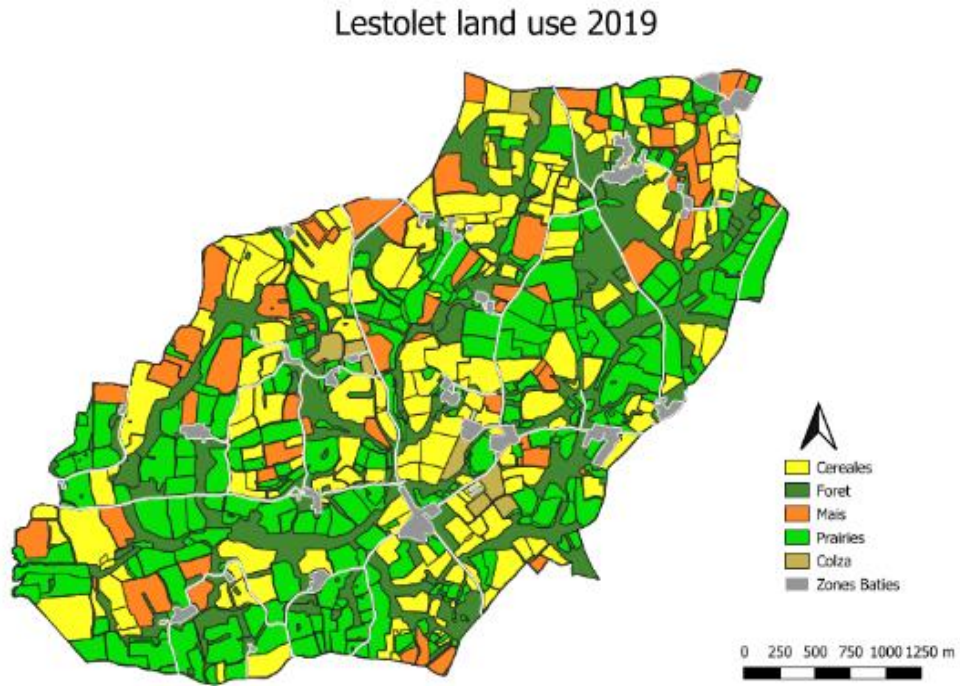 Lestolet land use 2019
Cereales
Foret
Mais
Prairies
Colza
Zones Baties
0 250 500 750 1000 1250 m